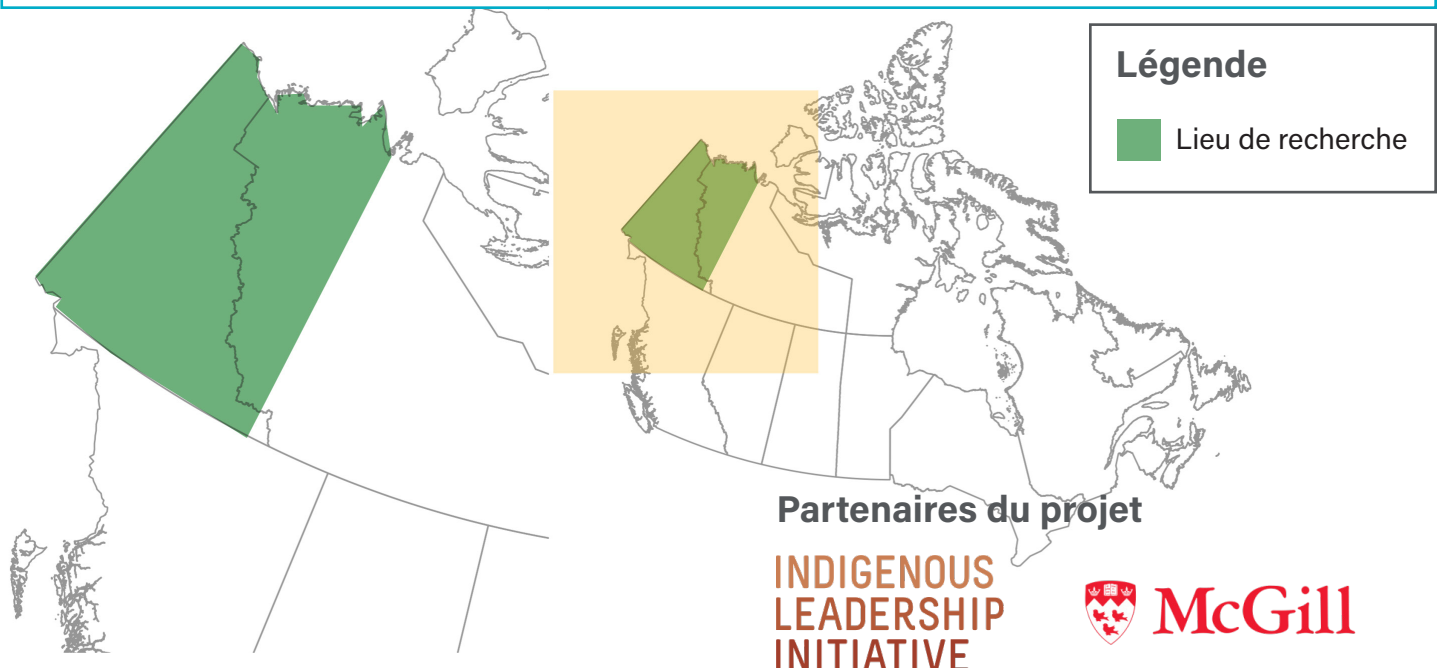 Légende
Lieu de recherche
Partenaires du projet
INDIGENOUS
LEADERSHIP
INITIATIVE
McGill